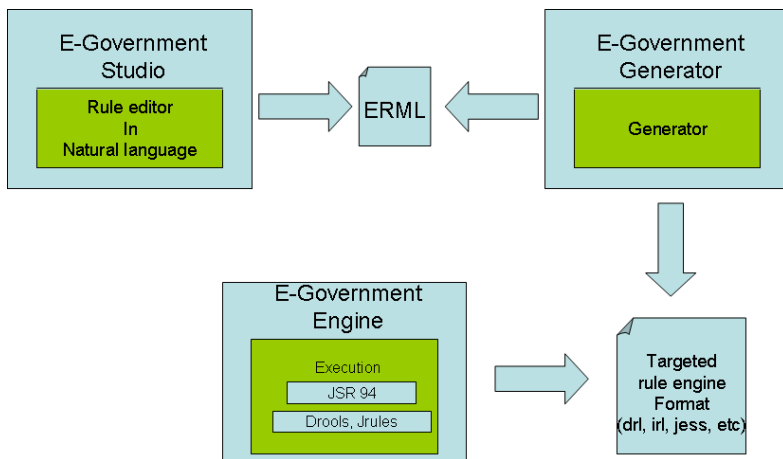 E-Government
Studio
Rule editor
In
Natural language
ERML
E-Government
Generator
Generator
E-Government
Engine
Execution
JSR 94
Drools, Jrules
Targeted
rule engine
Format
(drl, irl, jess, etc)